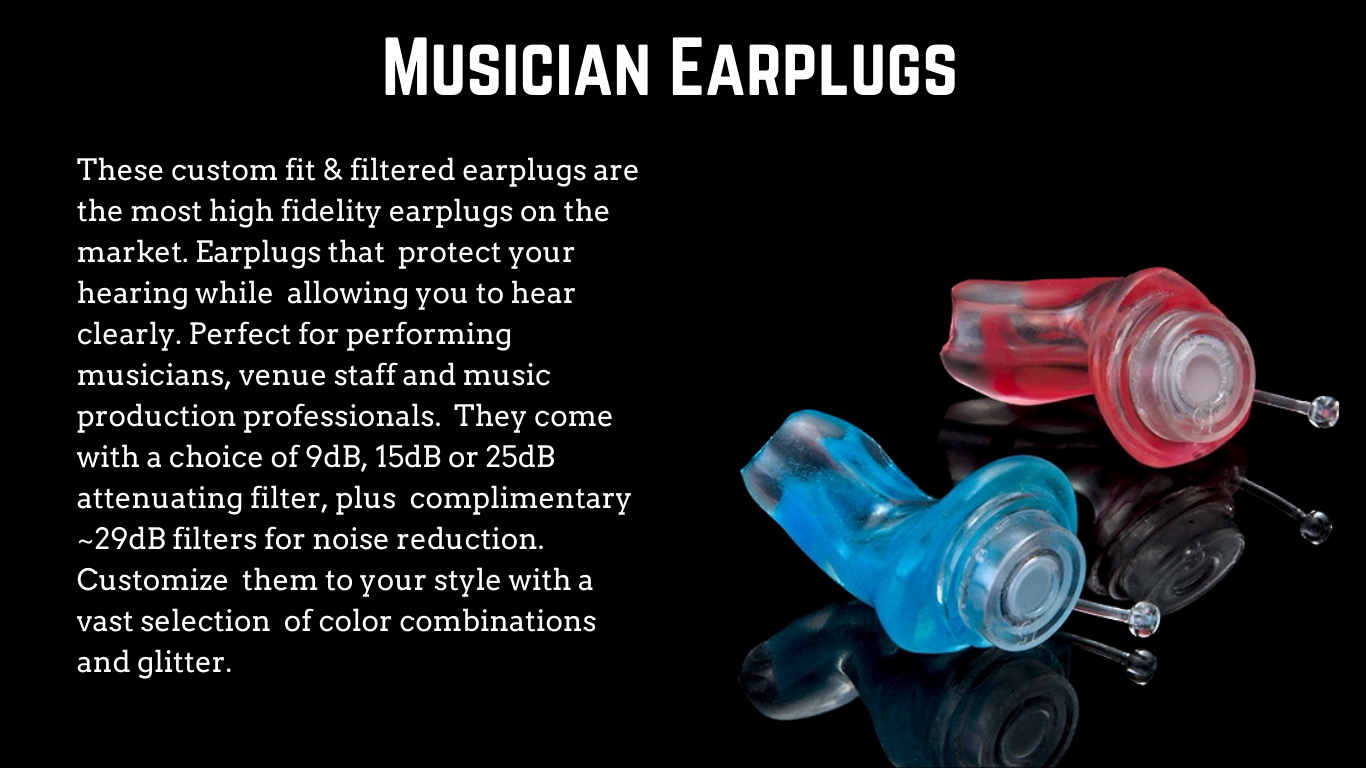 Musician Earplugs
These custom fit & filtered earplugs are
the most high fidelity earplugs on the
market. Earplugs that  protect your
hearing while  allowing you to hear
clearly. Perfect for performing
musicians, venue staff and music
production professionals.  They come
with a choice of 9dB, 15dB or 25dB
attenuating filter, plus  complimentary
~29dB filters for noise reduction.
Customize  them to your style with a
vast selection  of color combinations
and glitter.